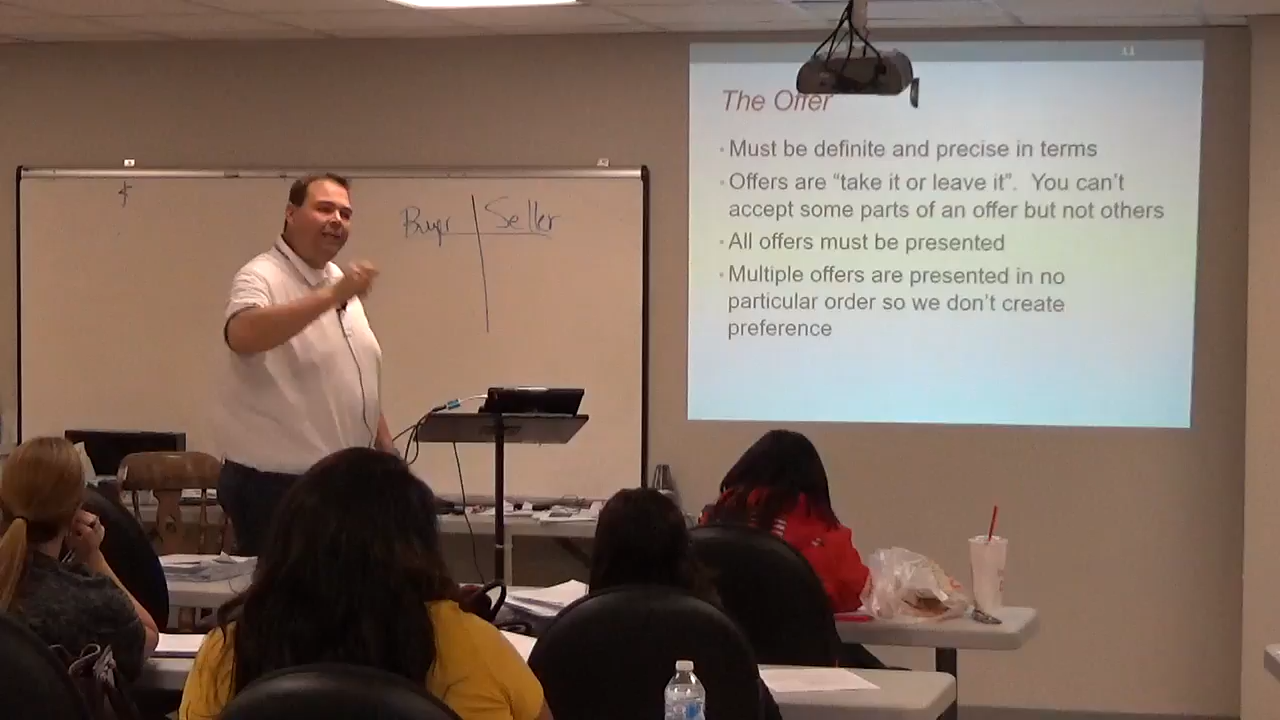 The Offer
Must be definite and precise in terms
Offers are “take it or leave it”. You can’t
accept some parts of an offer but not others
All offers must be presented
Multiple offers are presented in no
particular order so we don’t create
preference
Buyr Seller